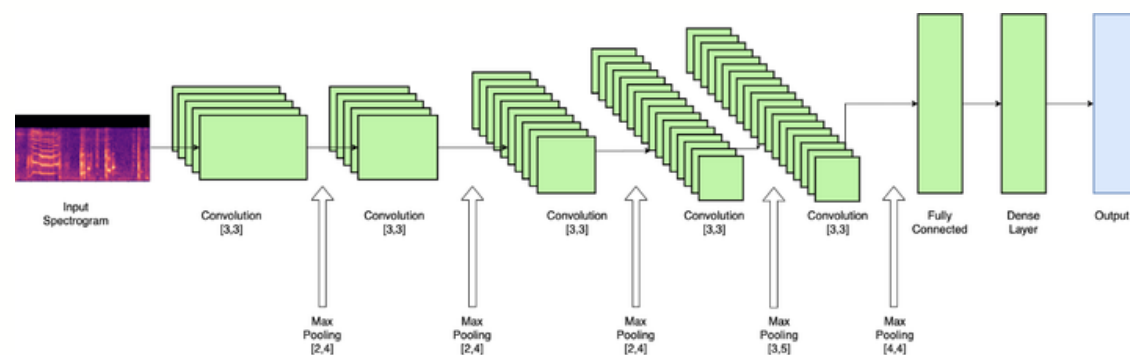 Input
Spectrogram
Convolution
[3,3]
Convolution
[3,3]
Convolution
[3,3]
Convolution
[3,3]
Convolution
[3,3]
Fully
Connected
Dense
Layer
Output
Max
Pooling
[2,4]
Max
Pooling
[2,4]
Max
Pooling
[2,4]
Max
Pooling
[3,5]
Max
Pooling
[4,4]